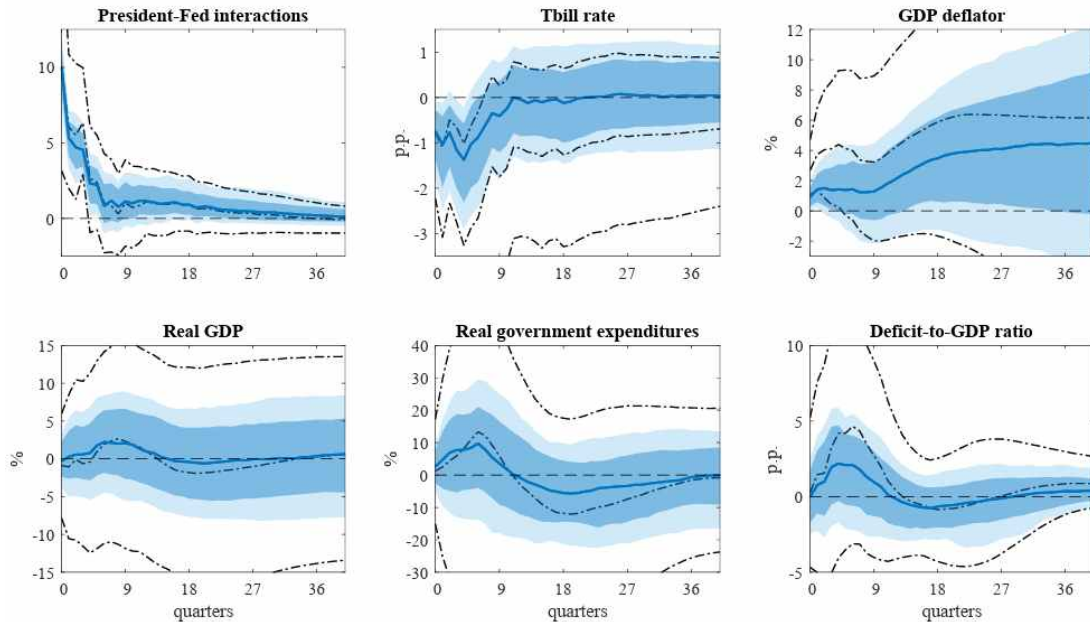 President-Fed interactions
10
5
0
0 9 18 27 36
Tbill rate
p.p.
1
0
-1
-2
-3
0 9 18 27 36
GDP deflator
%
12
10
8
6
4
2
0
-2
0 9 18 27 36
Real GDP
%
15
10
5
0
-5
-10
-15
0 9 18 27 36
quarters
Real government expenditures
%
40
30
20
10
0
-10
-20
-30
0 9 18 27 36
quarters
Deficit-to-GDP ratio
p.p.
10
5
0
-5
0 9 18 27 36
quarters